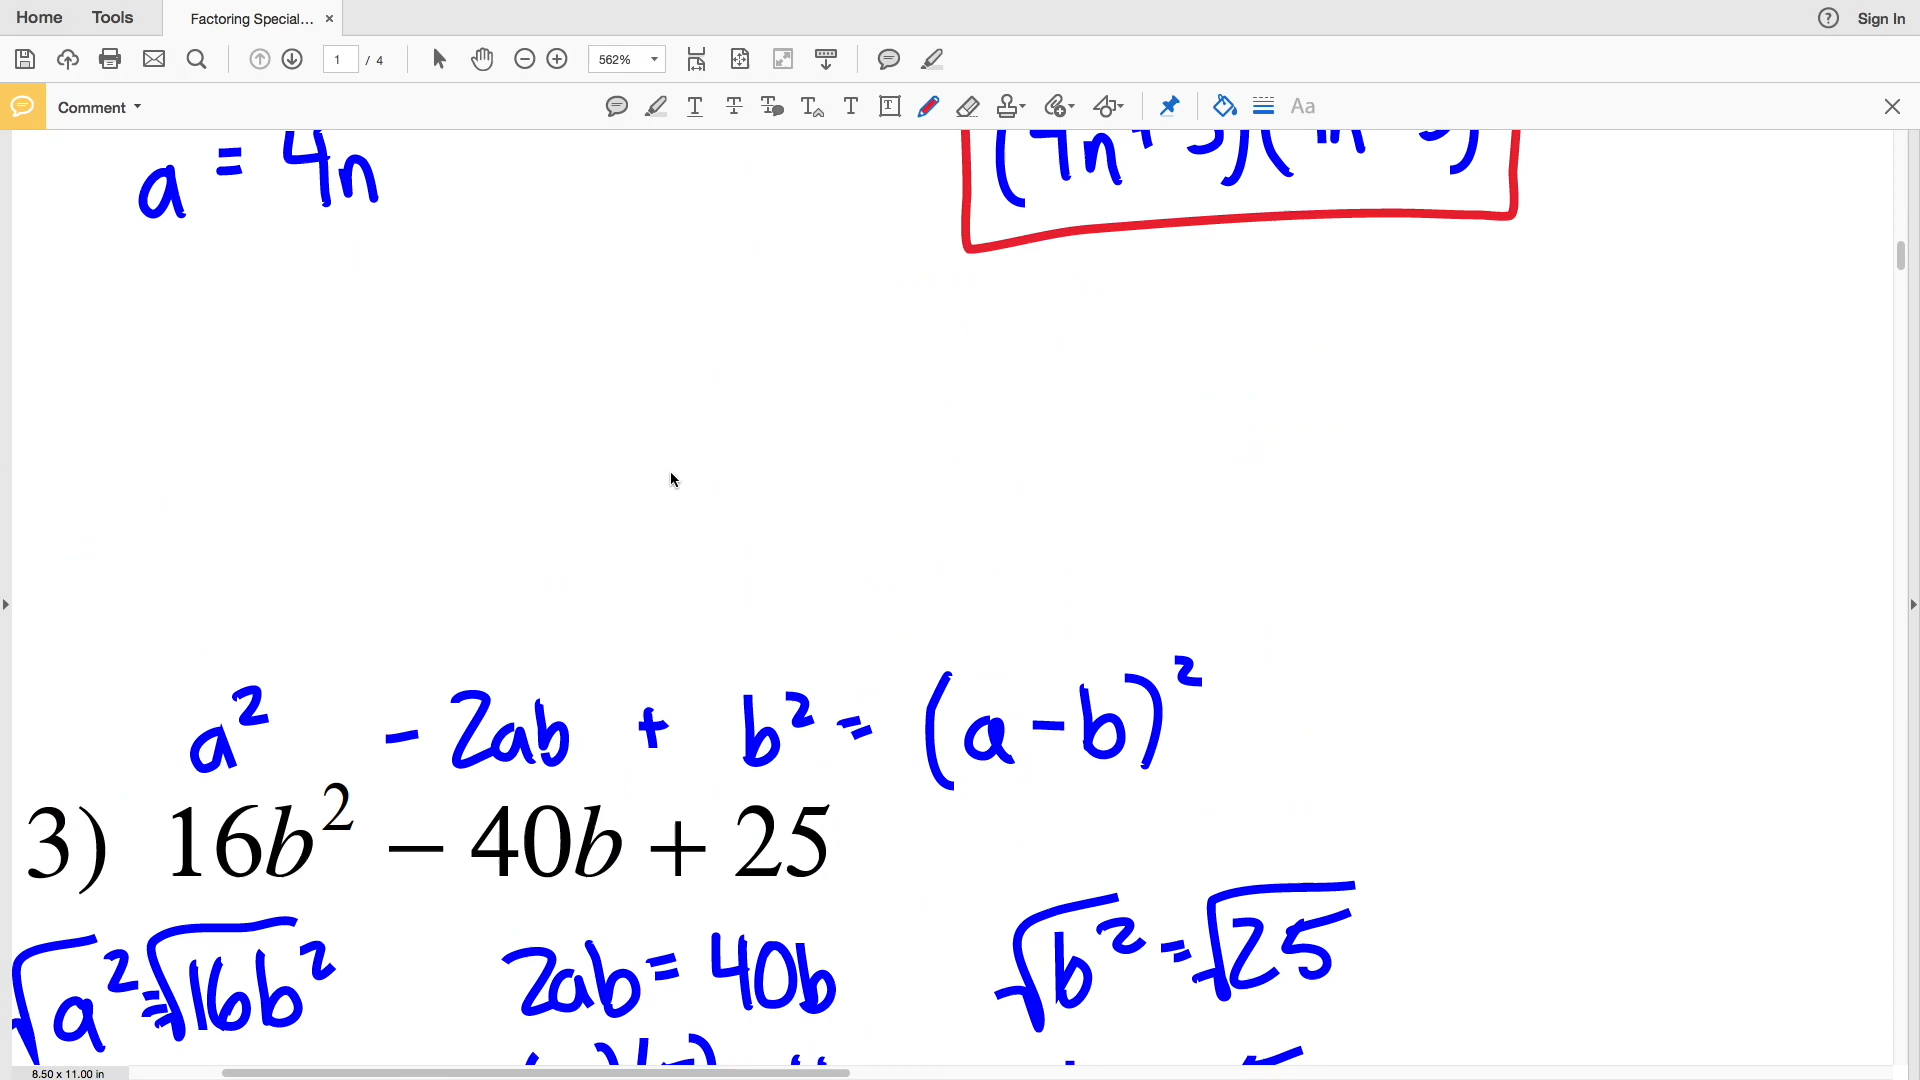 Home Tools Factoring Special... × Sign In
1 / 4 562%
Comment Aa
a = 4n
a² - 2ab + b² = (a - b)²
3) 16b² − 40b + 25
√a² = √16b² 2ab = 40b √b² = √25
8.50 x 11.00 in